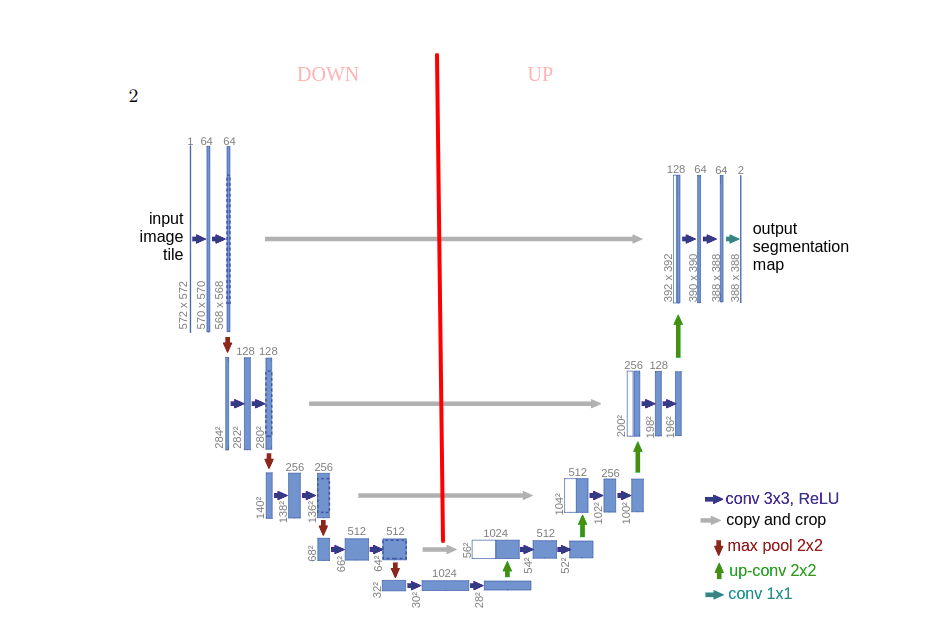 DOWN UP
2
1 64 64
128 64 64 2
input
image
tile
output
segmentation
map
572 x 572
570 x 570
568 x 568
392 x 392
390 x 390
388 x 388
388 x 388
128 128
256 128
284²
282²
280²
200²
198²
196²
256 256
512 256
140²
138²
136²
104²
102²
100²
512 512
1024 512
68²
66²
64²
56²
54²
52²
1024
32²
30²
28²
conv 3x3, ReLU
copy and crop
max pool 2x2
up-conv 2x2
conv 1x1